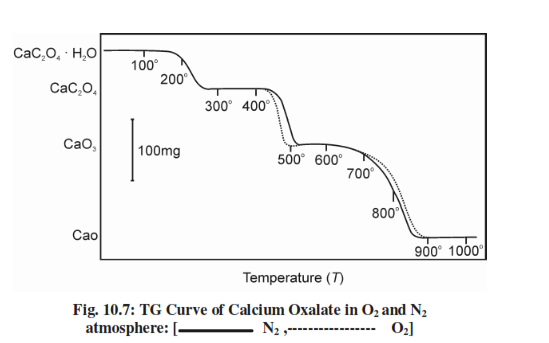 CaC₂O₄ · H₂O
100°
200°
CaC₂O₄
300° 400°
CaO₃
100mg
500° 600°
700°
800°
Cao
900° 1000°
Temperature (T)
Fig. 10.7: TG Curve of Calcium Oxalate in O₂ and N₂
atmosphere: [——— N₂ ,----------------- O₂]